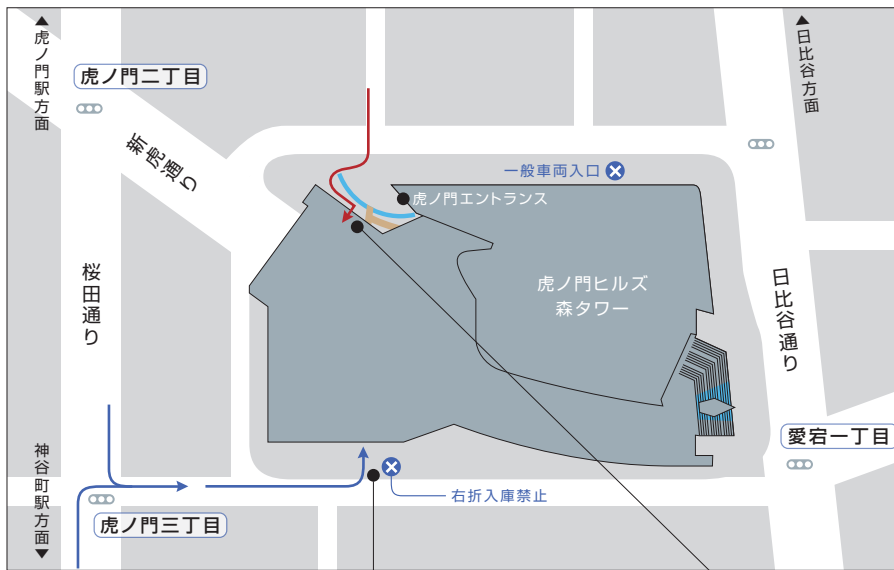 ▲虎ノ門駅方面
虎ノ門二丁目
新虎通り
▲日比谷方面
一般車両入口
虎ノ門エントランス
虎ノ門ヒルズ
森タワー
桜田通り
日比谷通り
愛宕一丁目
神谷町駅方面▼
右折入庫禁止
虎ノ門三丁目